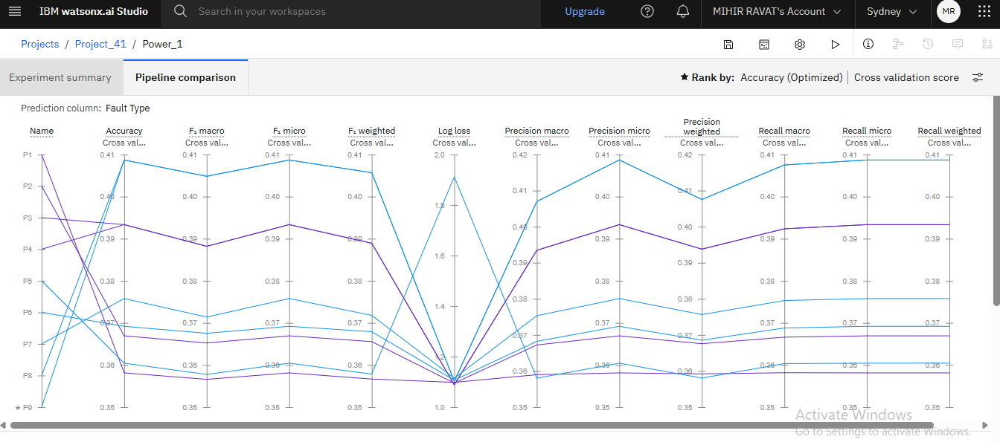 IBM watsonx.ai Studio Search in your workspaces Upgrade MIHIR RAVAT's Account Sydney MR
Projects / Project_41 / Power_1
Experiment summary Pipeline comparison ★ Rank by: Accuracy (Optimized) | Cross validation score
Prediction column: Fault Type
Name Accuracy F₁ macro F₁ micro F₁ weighted Log loss Precision macro Precision micro Precision weighted Recall macro Recall micro Recall weighted
Cross val... Cross val... Cross val... Cross val... Cross val... Cross val... Cross val... Cross val... Cross val... Cross val... Cross val...
P1 0.41 0.41 0.41 0.41 2.0 0.42 0.41 0.42 0.41 0.41 0.41
P2 0.40 0.40 0.40 0.40 1.8 0.41 0.40 0.41 0.40 0.40 0.40
P3 0.39 0.39 0.39 0.39 1.6 0.40 0.39 0.40 0.39 0.39 0.39
P4 0.38 0.38 0.38 0.38 1.4 0.39 0.38 0.39 0.38 0.38 0.38
P5 0.37 0.37 0.37 0.37 1.2 0.38 0.37 0.38 0.37 0.37 0.37
P6 0.36 0.36 0.36 0.36 0.37 0.36 0.37 0.36 0.36 0.36
P7 0.36 0.36
P8
★ P9 0.35 0.35 0.35 0.35 1.0 0.35 0.35 0.35 0.35 0.35 0.35
Activate Windows
Go to Settings to activate Windows.